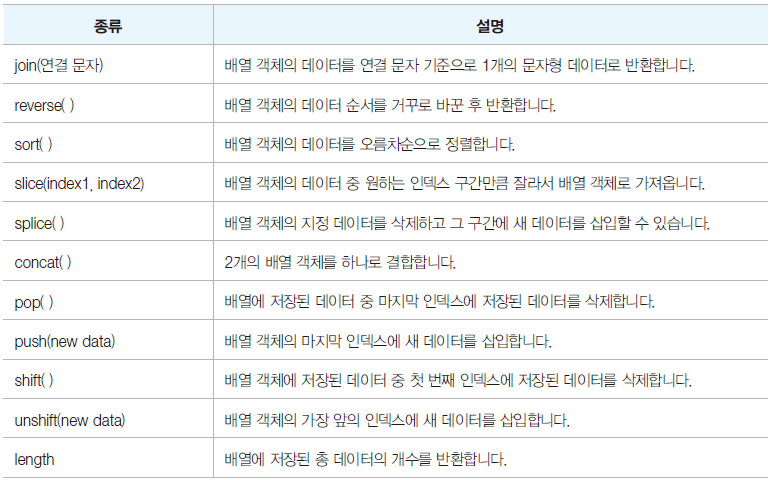 종류 설명
join(연결 문자) 배열 객체의 데이터를 연결 문자 기준으로 1개의 문자형 데이터로 반환합니다.
reverse( ) 배열 객체의 데이터 순서를 거꾸로 바꾼 후 반환합니다.
sort( ) 배열 객체의 데이터를 오름차순으로 정렬합니다.
slice(index1, index2) 배열 객체의 데이터 중 원하는 인덱스 구간만큼 잘라서 배열 객체로 가져옵니다.
splice( ) 배열 객체의 지정 데이터를 삭제하고 그 구간에 새 데이터를 삽입할 수 있습니다.
concat( ) 2개의 배열 객체를 하나로 결합합니다.
pop( ) 배열에 저장된 데이터 중 마지막 인덱스에 저장된 데이터를 삭제합니다.
push(new data) 배열 객체의 마지막 인덱스에 새 데이터를 삽입합니다.
shift( ) 배열 객체에 저장된 데이터 중 첫 번째 인덱스에 저장된 데이터를 삭제합니다.
unshift(new data) 배열 객체의 가장 앞의 인덱스에 새 데이터를 삽입합니다.
length 배열에 저장된 총 데이터의 개수를 반환합니다.